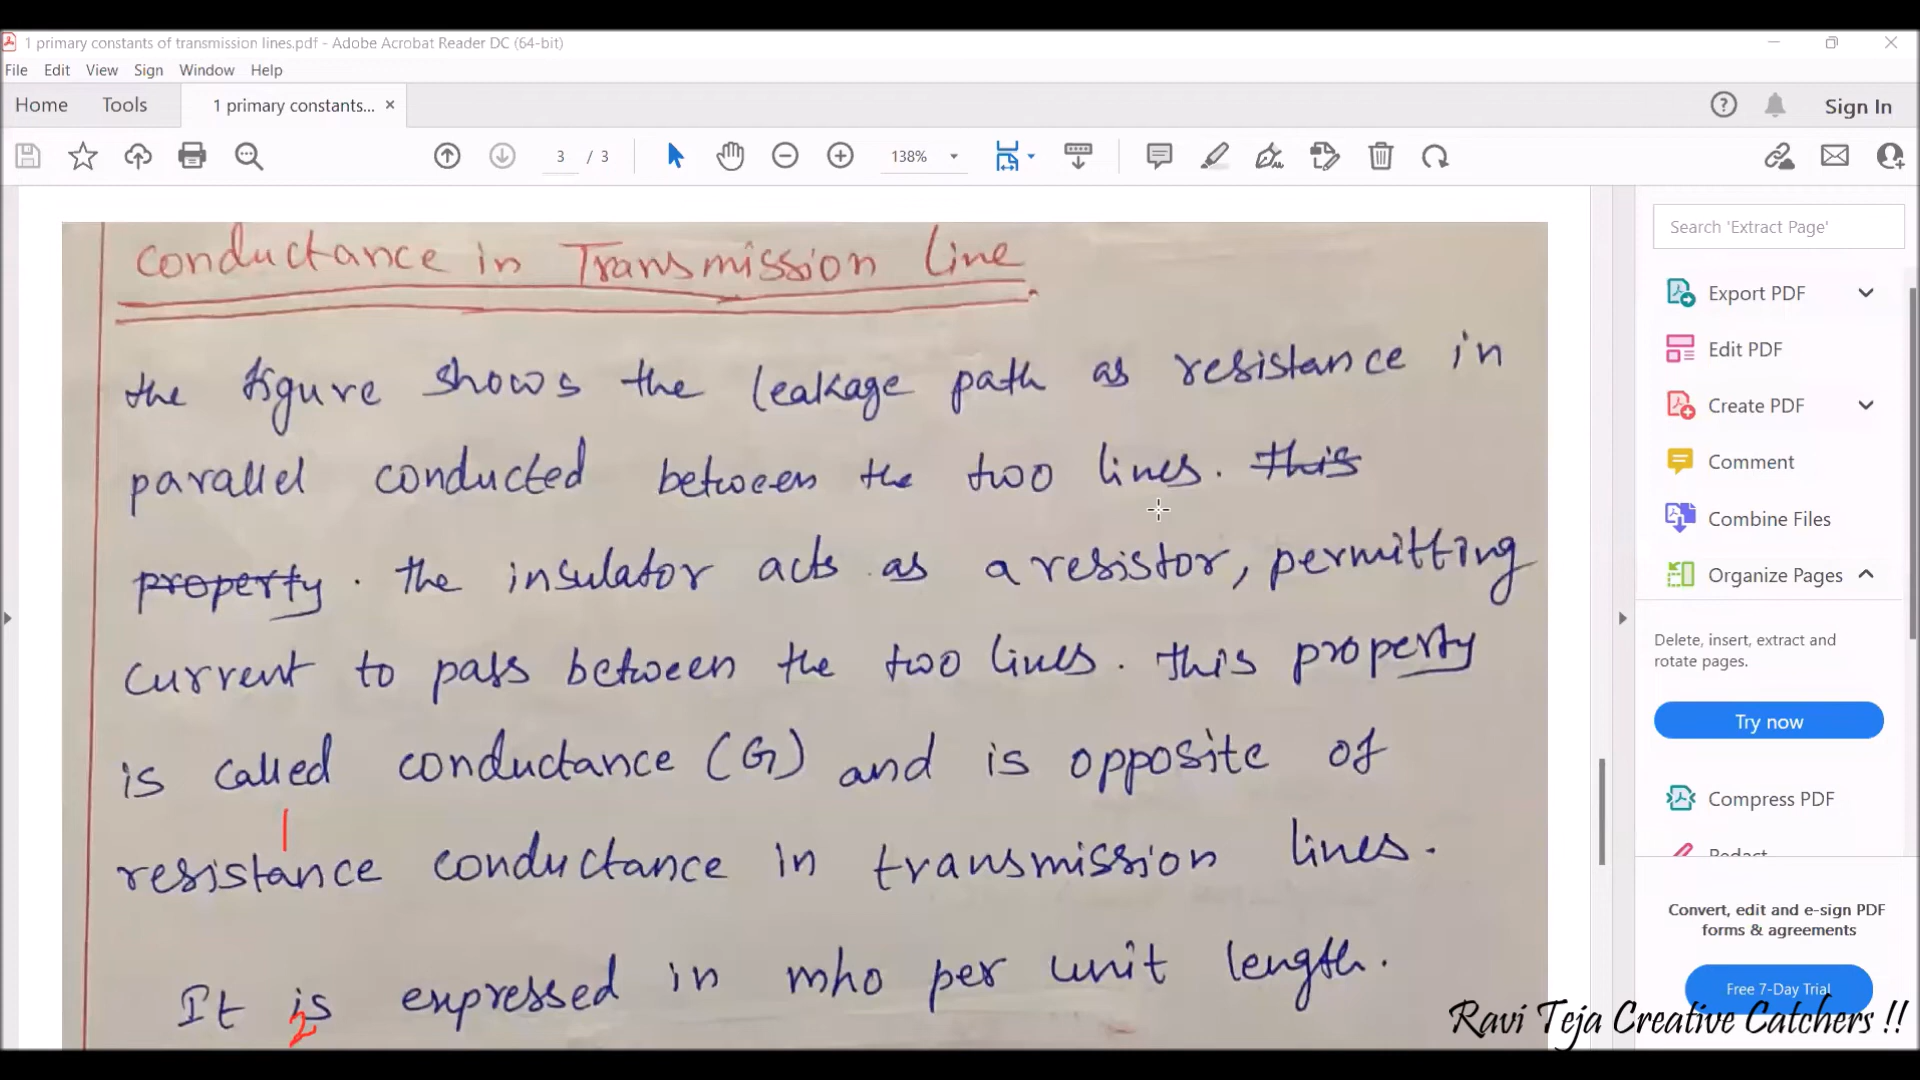 1 primary constants of transmission lines.pdf - Adobe Acrobat Reader DC (64-bit)
File Edit View Sign Window Help
Home Tools 1 primary constants... × Sign In
3 / 3 138%
Conductance in Transmission Line.
the figure shows the leakage path as resistance in
parallel conducted between the two lines. this
property. the insulator acts as a resistor, permitting
current to pass between the two lines. this property
is called conductance (G) and is opposite of
resistance conductance in transmission lines.
It is expressed in mho per unit length.
1
2
Search 'Extract Page'
Export PDF
Edit PDF
Create PDF
Comment
Combine Files
Organize Pages
Delete, insert, extract and
rotate pages.
Try now
Compress PDF
Redact
Convert, edit and e-sign PDF
forms & agreements
Free 7-Day Trial
Ravi Teja Creative Catchers !!